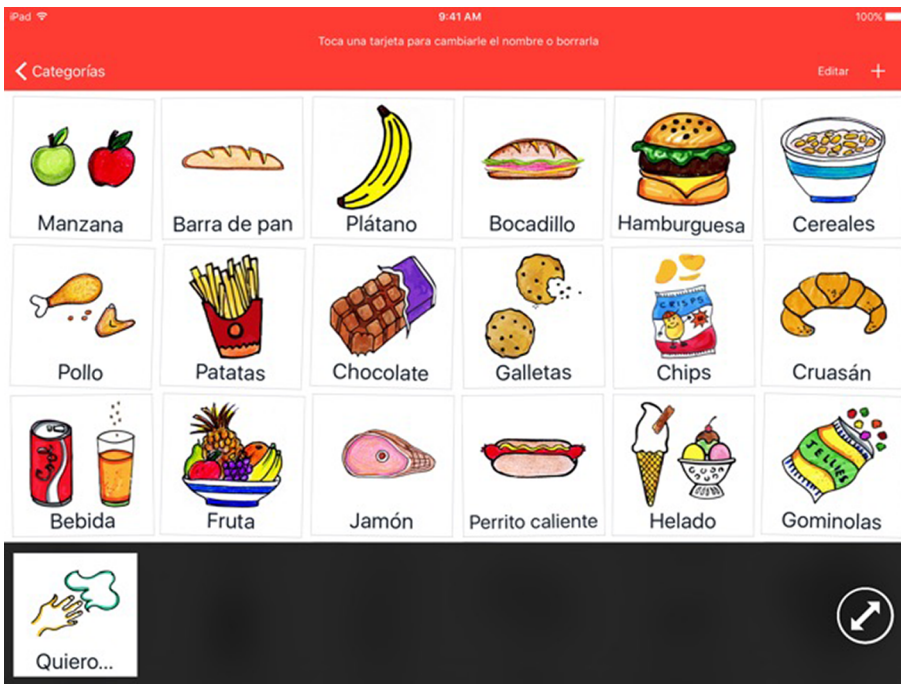 iPad 9:41 AM 100%
Toca una tarjeta para cambiarle el nombre o borrarla
Categorías Editar +
Manzana Barra de pan Plátano Bocadillo Hamburguesa Cereales
CRISPS
Pollo Patatas Chocolate Galletas Chips Cruasán
JELLIES
Bebida Fruta Jamón Perrito caliente Helado Gominolas
Quiero...